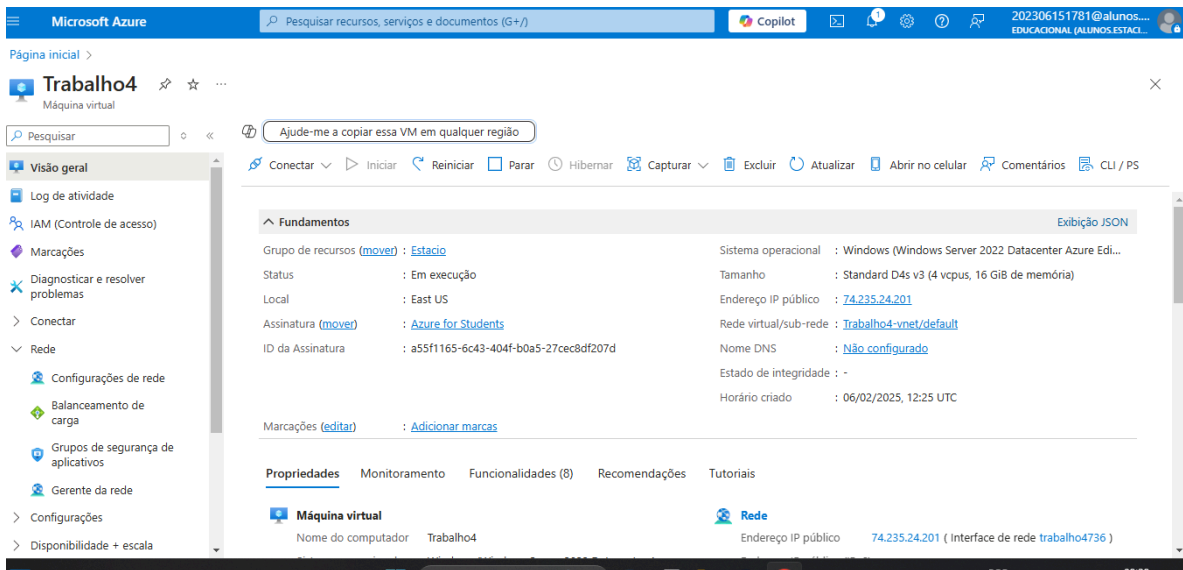 Microsoft Azure
Pesquisar recursos, serviços e documentos (G+/)
Copilot
1
202306151781@alunos....
EDUCACIONAL (ALUNOS.ESTACI...
Página inicial >
Trabalho4
Máquina virtual
Pesquisar
Visão geral
Log de atividade
IAM (Controle de acesso)
Marcações
Diagnosticar e resolver
problemas
Conectar
Rede
Configurações de rede
Balanceamento de
carga
Grupos de segurança de
aplicativos
Gerente da rede
Configurações
Disponibilidade + escala
Ajude-me a copiar essa VM em qualquer região
Conectar Iniciar Reiniciar Parar Hibernar Capturar Excluir Atualizar Abrir no celular Comentários CLI / PS
Fundamentos Exibição JSON
Grupo de recursos (mover) : Estacio
Status : Em execução
Local : East US
Assinatura (mover) : Azure for Students
ID da Assinatura : a55f1165-6c43-404f-b0a5-27cec8df207d
Marcações (editar) : Adicionar marcas
Sistema operacional : Windows (Windows Server 2022 Datacenter Azure Edi...
Tamanho : Standard D4s v3 (4 vcpus, 16 GiB de memória)
Endereço IP público : 74.235.24.201
Rede virtual/sub-rede : Trabalho4-vnet/default
Nome DNS : Não configurado
Estado de integridade : -
Horário criado : 06/02/2025, 12:25 UTC
Propriedades Monitoramento Funcionalidades (8) Recomendações Tutoriais
Máquina virtual
Nome do computador Trabalho4
Rede
Endereço IP público 74.235.24.201 ( Interface de rede trabalho4736 )